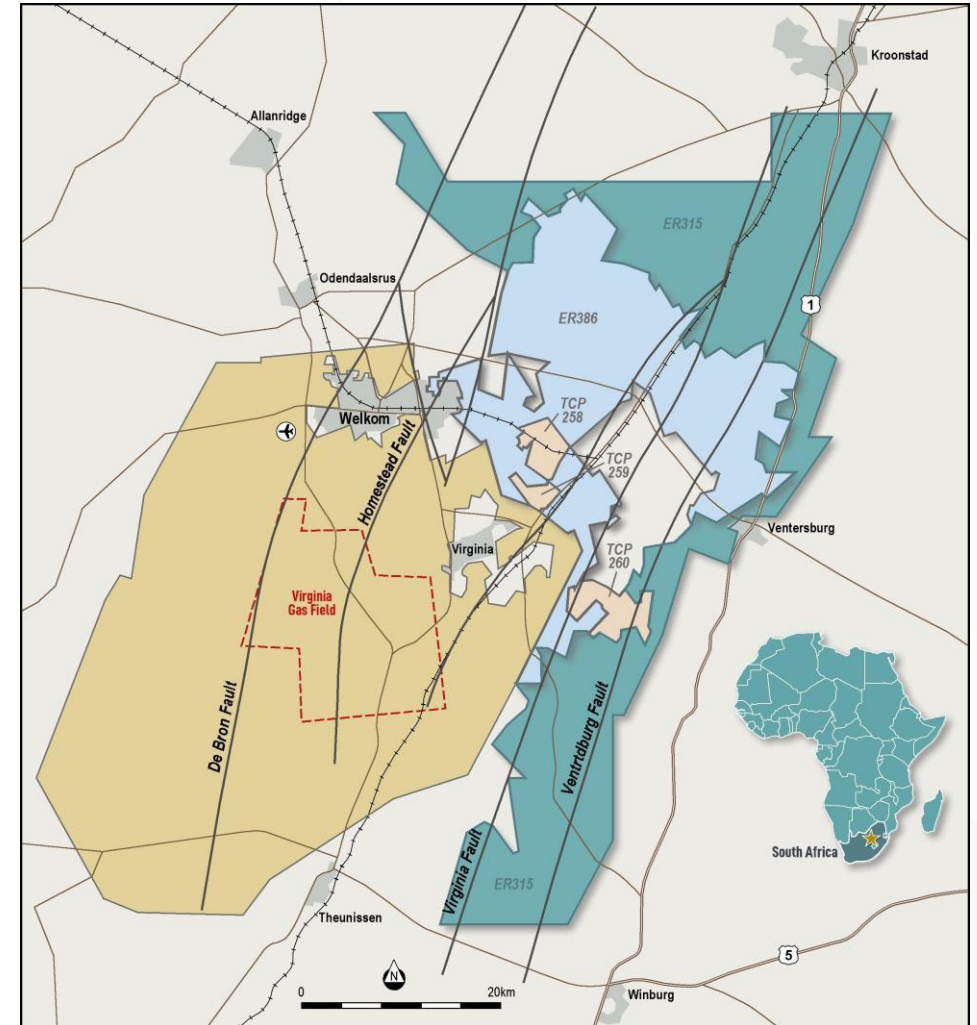 Kroonstad
Allanridge
ER315
Odendaalsrus
1
ER386
TCP
258
Welkom
Homestead Fault
TCP
259
Ventersburg
Virginia
TCP
260
Virginia
Gas Field
De Bron Fault
Ventrtdburg Fault
Virginia Fault
South Africa
ER315
Theunissen
5
N
0
20km
Winburg